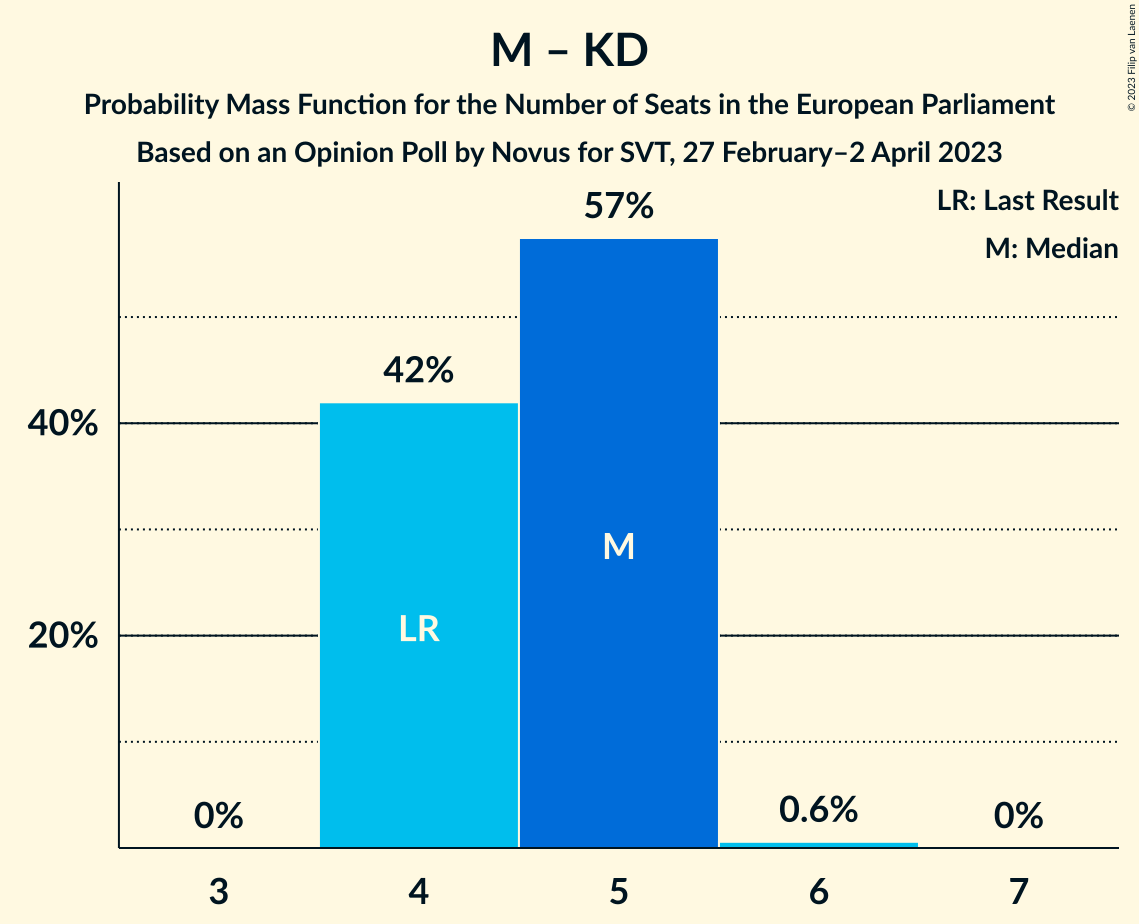 M – KD
Probability Mass Function for the Number of Seats in the European Parliament
Based on an Opinion Poll by Novus for SVT, 27 February–2 April 2023
© 2023 Filip van Laenen
LR: Last Result
M: Median
57%
42%
40%
M
LR
20%
0%
0.6%
0%
3 4 5 6 7